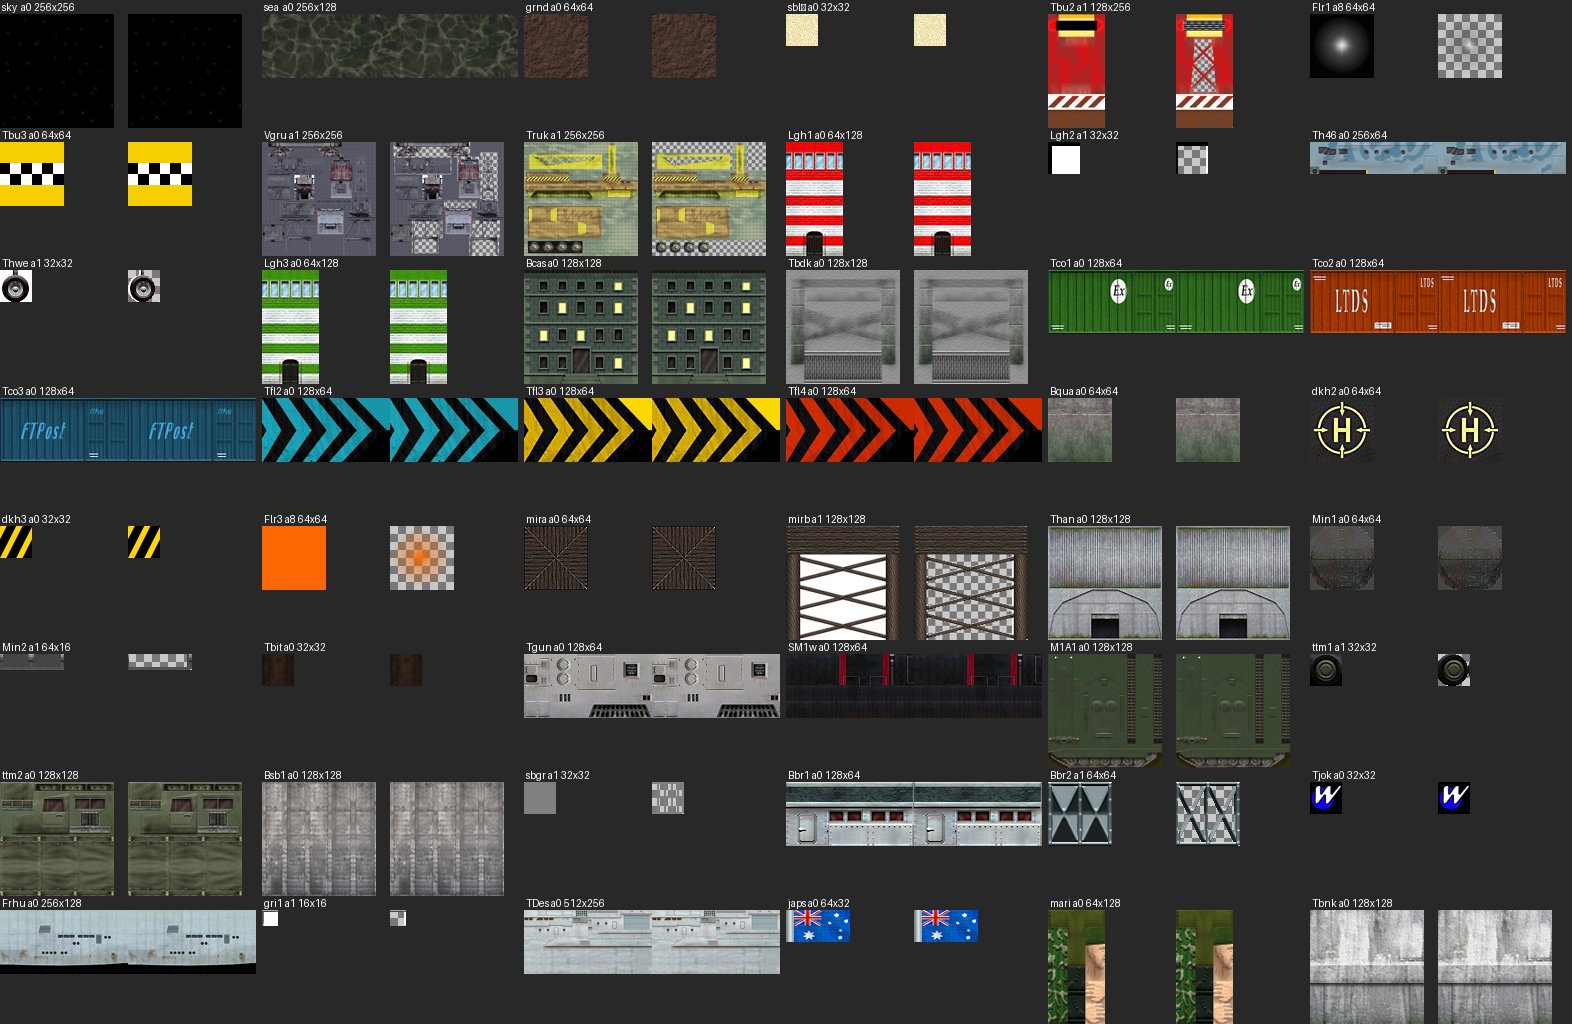 sky a0 256x256 sea a0 256x128 grnd a0 64x64 a0 32x32 Tbu2 a1 128x256 Flr1 a8 64x64
Tbu3 a0 64x64 Vgru a1 256x256 Truk a1 256x256 Lgh1 a0 64x128 Lgh2 a1 32x32 Th46 a0 256x64
Thwe a1 32x32 Lgh3 a0 64x128 Bcas a0 128x128 Tbdk a0 128x128 Tco1 a0 128x64 Tco2 a0 128x64
Ex Ex Ex Ex LTDS LTDS LTDS LTDS
Tco3 a0 128x64 Tfl2 a0 128x64 Tfl3 a0 128x64 Tfl4 a0 128x64 Bqua a0 64x64 dkh2 a0 64x64
FTPost FTPost FTPost FTPost H H
dkh3 a0 32x32 Flr3 a8 64x64 mira a0 64x64 mirb a1 128x128 Than a0 128x128 Min1 a0 64x64
Min2 a1 64x16 Tbit a0 32x32 Tgun a0 128x64 SM1w a0 128x64 M1A1 a0 128x128 ttm1 a1 32x32
ttm2 a0 128x128 Bsb1 a0 128x128 sbgr a1 32x32 Bbr1 a0 128x64 Bbr2 a1 64x64 Tjok a0 32x32
W W
Frhu a0 256x128 gri1 a1 16x16 TDes a0 512x256 japs a0 64x32 mari a0 64x128 Tbnk a0 128x128